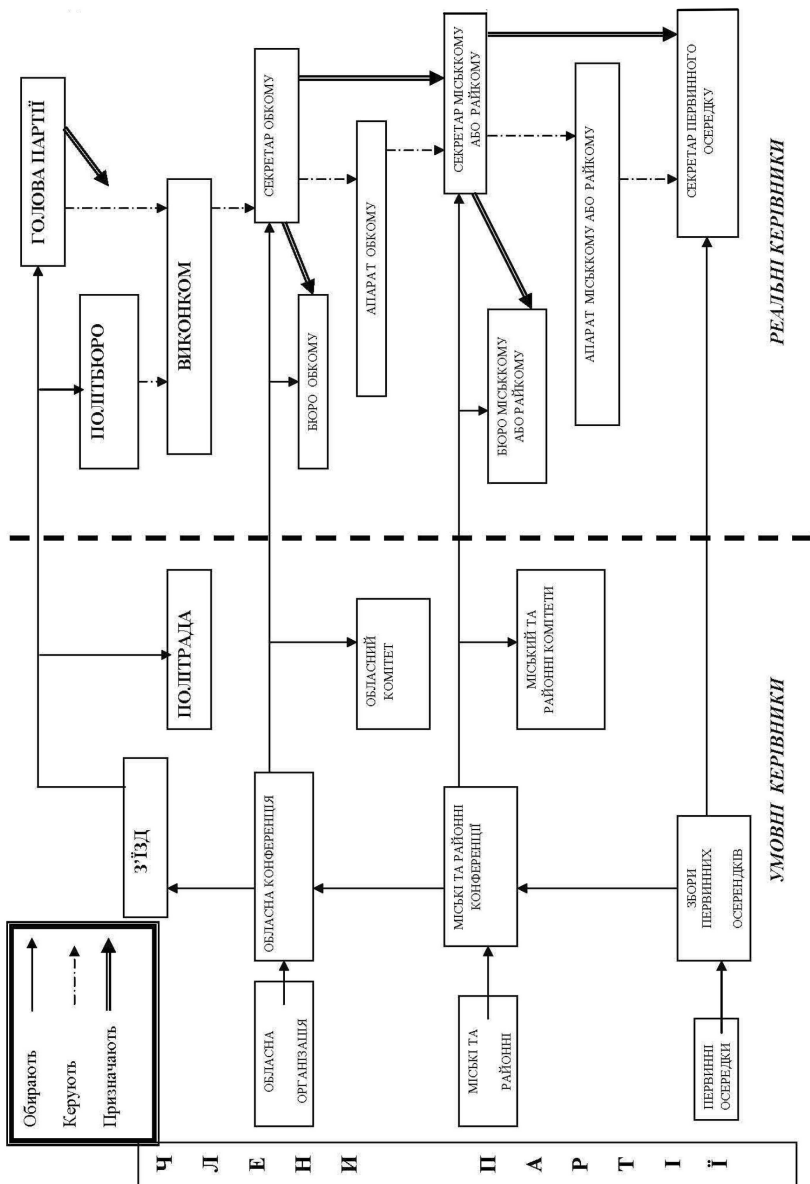 Обирають
Керують
Призначають
Ч Л Е Н И П А Р Т І Ї
З'ЇЗД
ПОЛІТРАДА
ПОЛІТБЮРО
ГОЛОВА ПАРТІЇ
ВИКОНКОМ
ОБЛАСНА
ОРГАНІЗАЦІЯ
ОБЛАСНА КОНФЕРЕНЦІЯ
ОБЛАСНИЙ
КОМІТЕТ
СЕКРЕТАР ОБКОМУ
БЮРО ОБКОМУ
АПАРАТ ОБКОМУ
МІСЬКІ ТА
РАЙОННІ
МІСЬКІ ТА РАЙОННІ
КОНФЕРЕНЦІЇ
МІСЬКИЙ ТА
РАЙОННІ КОМІТЕТИ
СЕКРЕТАР МІСЬККОМУ
АБО РАЙКОМУ
БЮРО МІСЬККОМУ
АБО РАЙКОМУ
АПАРАТ МІСЬККОМУ АБО РАЙКОМУ
ПЕРВИННІ
ОСЕРЕДКИ
ЗБОРИ
ПЕРВИННИХ
ОСЕРЕНДКІВ
СЕКРЕТАР ПЕРВИННОГО
ОСЕРЕДКУ
УМОВНІ КЕРІВНИКИ
РЕАЛЬНІ КЕРІВНИКИ